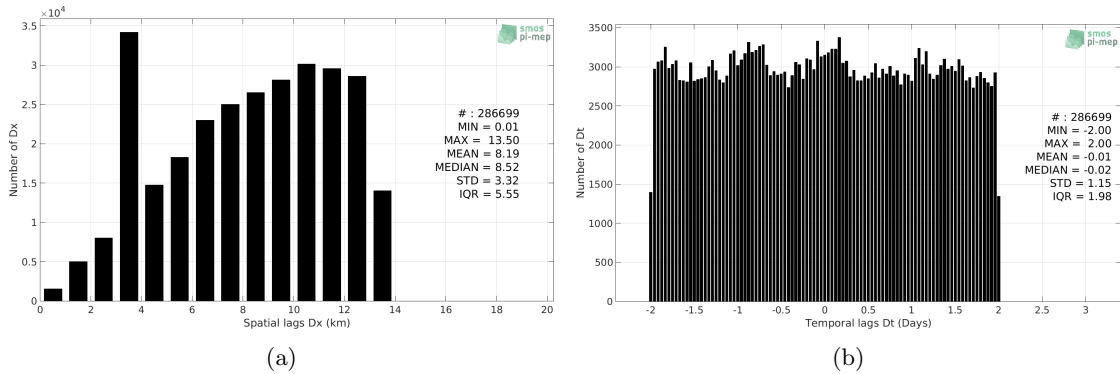 ×10⁴
3.5
3
2.5
2
1.5
1
0.5
0
Number of Dx
0 2 4 6 8 10 12 14 16 18 20
Spatial lags Dx (km)
smos
pi-mep
# : 286699
MIN = 0.01
MAX = 13.50
MEAN = 8.19
MEDIAN = 8.52
STD = 3.32
IQR = 5.55
(a)
3500
3000
2500
2000
1500
1000
500
0
Number of Dt
-2 -1.5 -1 -0.5 0 0.5 1 1.5 2 2.5 3
Temporal lags Dt (Days)
smos
pi-mep
# : 286699
MIN = -2.00
MAX = 2.00
MEAN = -0.01
MEDIAN = -0.02
STD = 1.15
IQR = 1.98
(b)